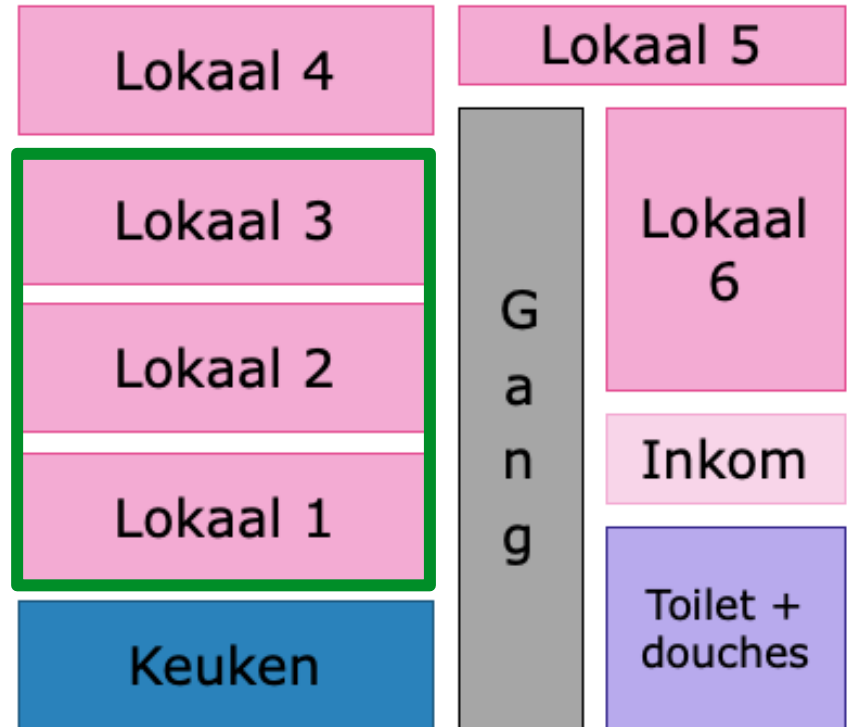 Lokaal 4
Lokaal 5
Lokaal 3
Lokaal 2
Lokaal 1
Keuken
G
a
n
g
Lokaal
6
Inkom
Toilet +
douches